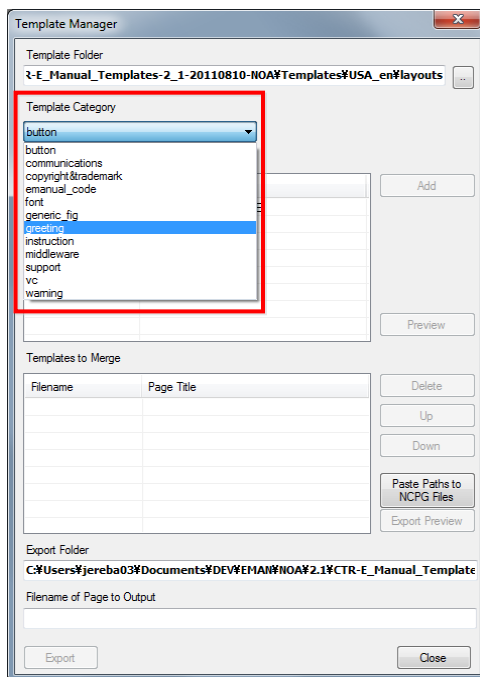 Template Manager
Template Folder
R-E_Manual_Templates-2_1-20110810-NOA¥Templates¥USA_en¥layouts
..
Template Category
button
button
communications
copyright&trademark
emanual_code
font
generic_fig
greeting
instruction
middleware
support
vc
warning
Add
Preview
Templates to Merge
Filename Page Title
Delete
Up
Down
Paste Paths to
NCPG Files
Export Preview
Export Folder
C:¥Users¥jereba03¥Documents¥DEV¥EMAN¥NOA¥2.1¥CTR-E_Manual_Template
Filename of Page to Output
Export
Close